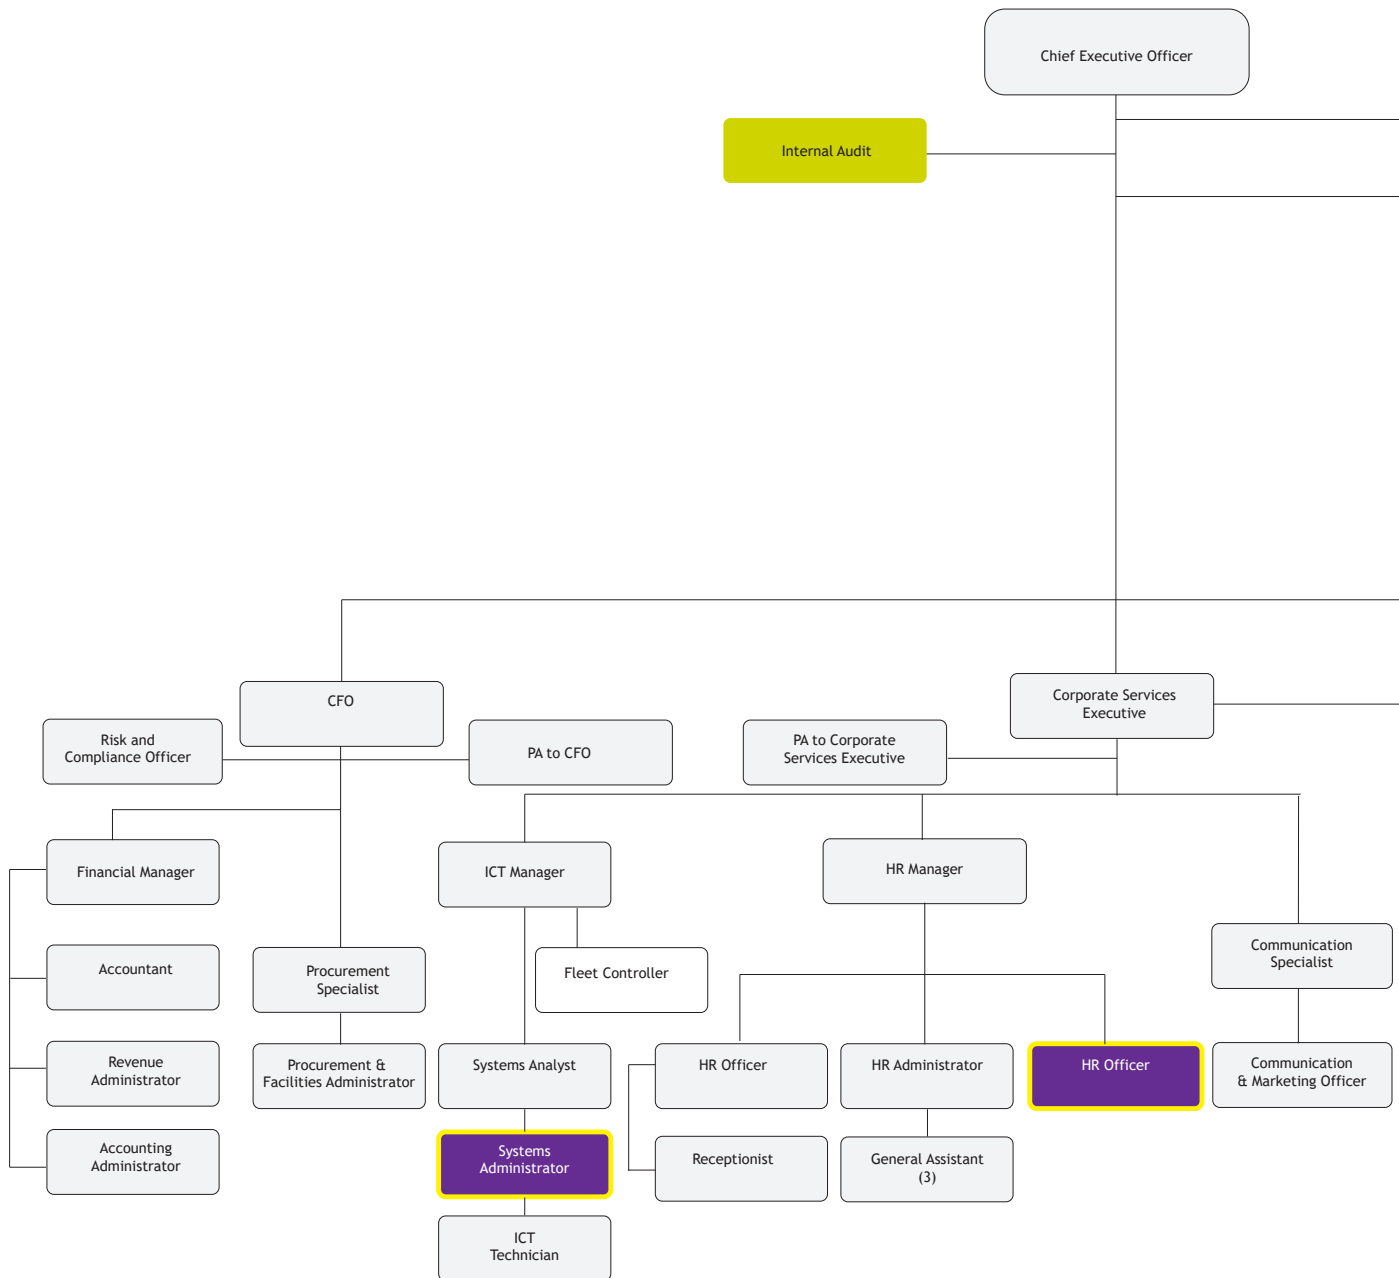 Chief Executive Officer
Internal Audit
Corporate Services
Executive
CFO
Risk and
Compliance Officer
PA to CFO
PA to Corporate
Services Executive
Financial Manager
ICT Manager
HR Manager
Accountant
Procurement
Specialist
Fleet Controller
Communication
Specialist
Revenue
Administrator
Procurement &
Facilities Administrator
Systems Analyst
HR Officer
HR Administrator
HR Officer
Communication
& Marketing Officer
Accounting
Administrator
Systems
Administrator
Receptionist
General Assistant
(3)
ICT
Technician